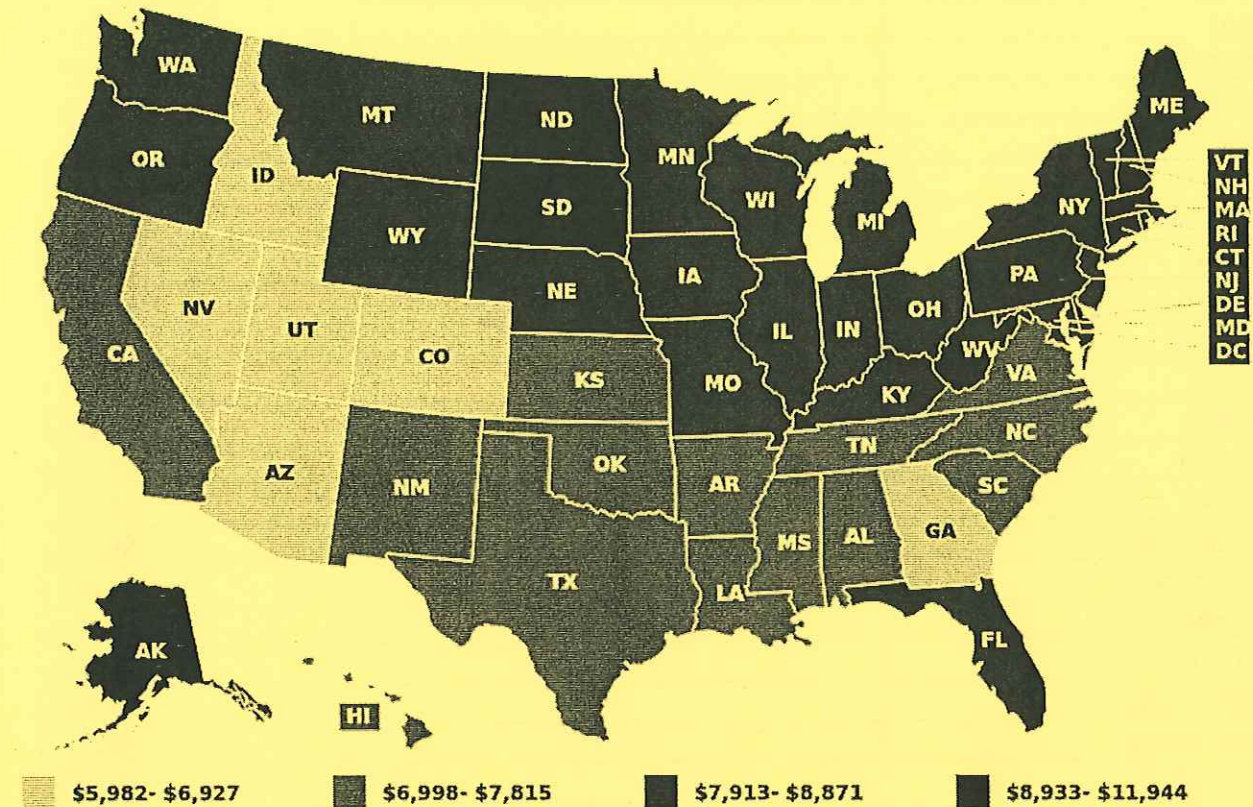 WA
MT
ND
MN
ME
OR
ID
SD
WI
MI
NY
WY
VT
NH
MA
RI
CT
NJ
DE
MD
DC
NV
UT
CO
NE
IA
IL
IN
OH
PA
CA
KS
MO
WV
VA
KY
AZ
NM
OK
AR
TN
NC
SC
TX
LA
MS
AL
GA
FL
AK
HI
$5,982- $6,927
$6,998- $7,815
$7,913- $8,871
$8,933- $11,944